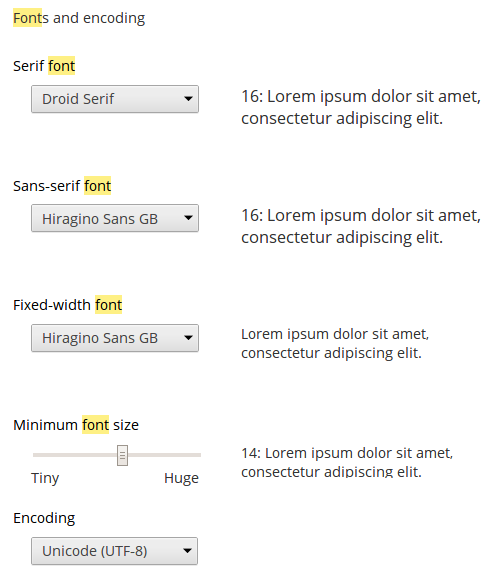 Fonts and encoding
Serif font
Droid Serif
16: Lorem ipsum dolor sit amet,
consectetur adipiscing elit.
Sans-serif font
Hiragino Sans GB
16: Lorem ipsum dolor sit amet,
consectetur adipiscing elit.
Fixed-width font
Hiragino Sans GB
Lorem ipsum dolor sit amet,
consectetur adipiscing elit.
Minimum font size
Tiny
Huge
14: Lorem ipsum dolor sit amet,
consectetur adipiscing elit.
Encoding
Unicode (UTF-8)